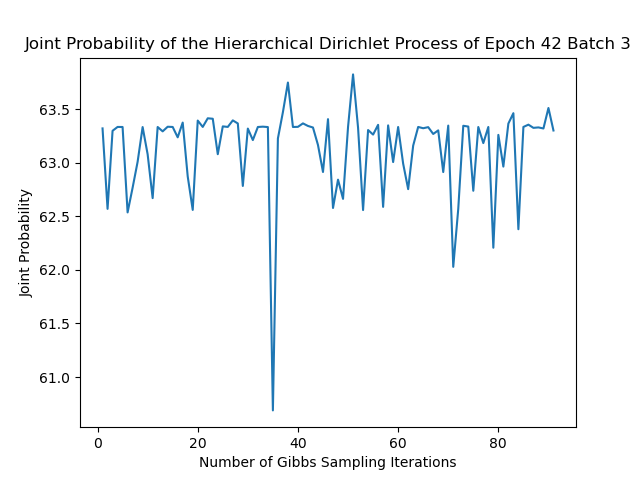 Joint Probability of the Hierarchical Dirichlet Process of Epoch 42 Batch 3
63.5
63.0
62.5
62.0
61.5
61.0
Joint Probability
0 20 40 60 80
Number of Gibbs Sampling Iterations